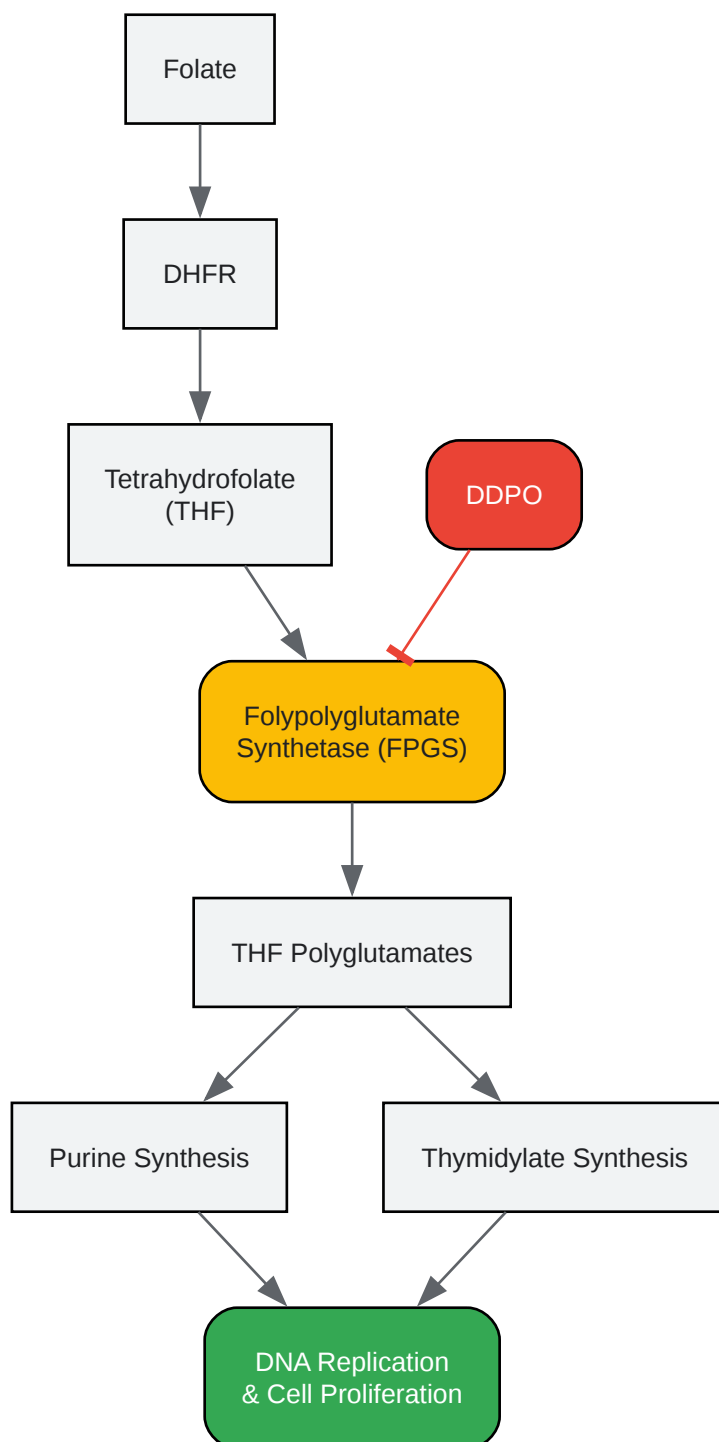 Folate
DHFR
Tetrahydrofolate
(THF)
DDPO
Folypolyglutamate
Synthetase (FPGS)
THF Polyglutamates
Purine Synthesis
Thymidylate Synthesis
DNA Replication
& Cell Proliferation